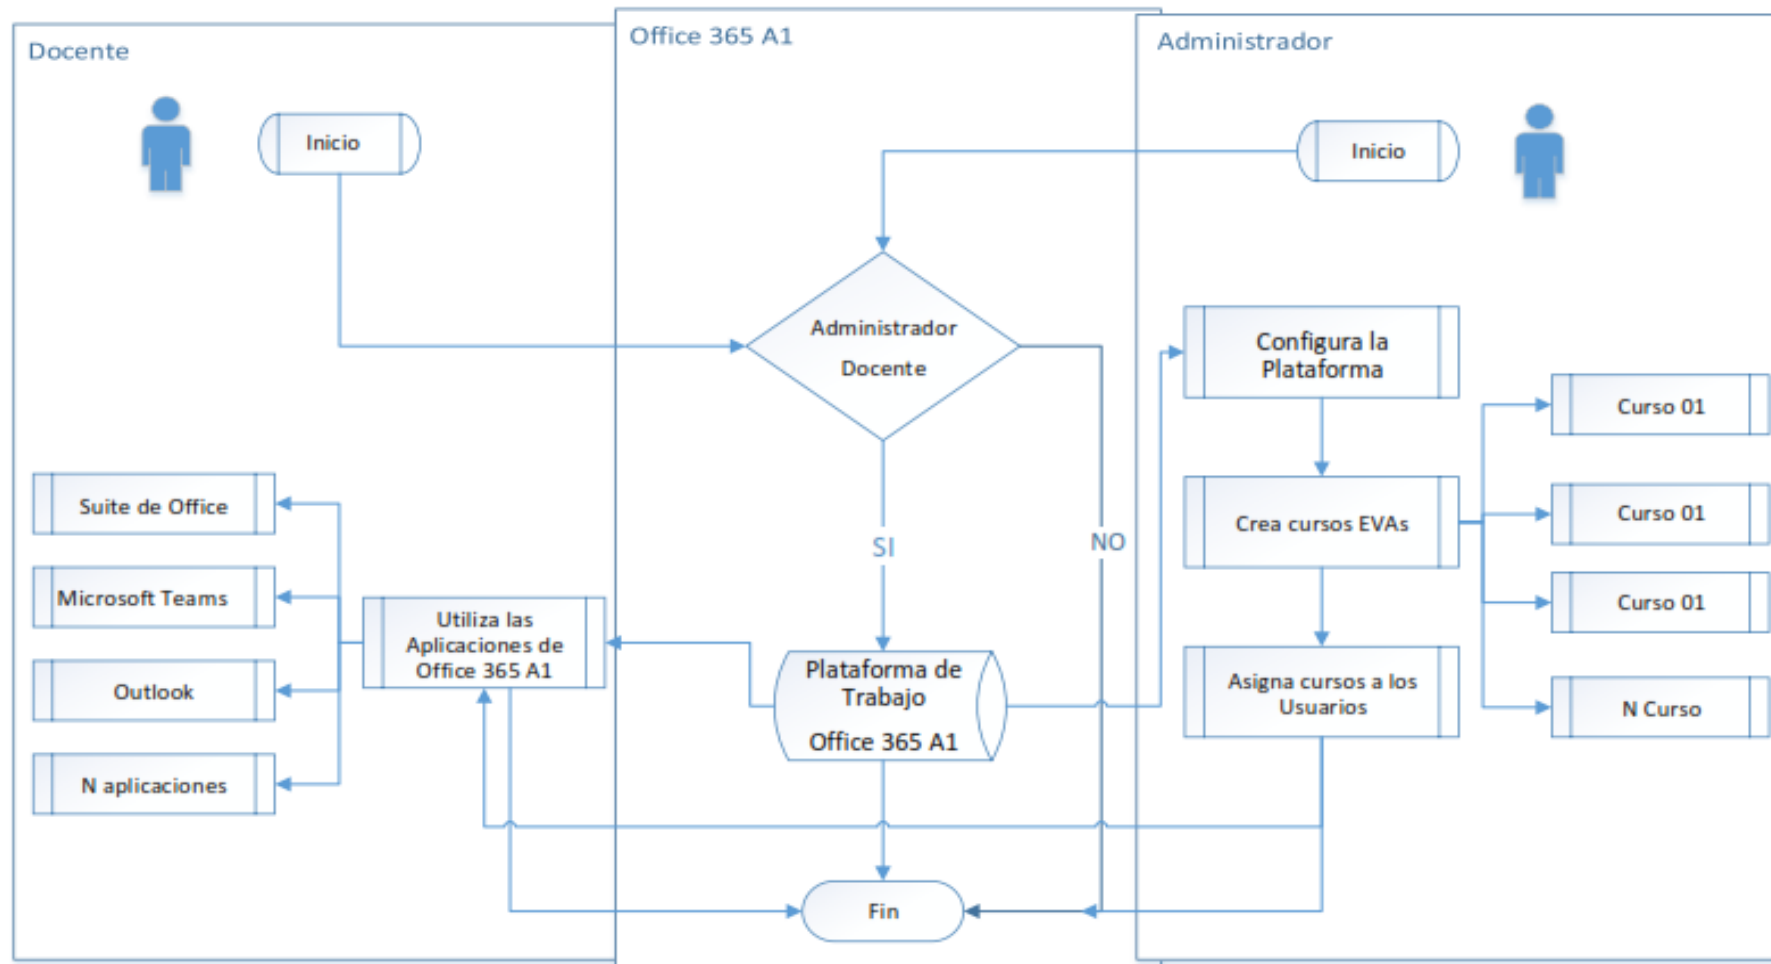 Docente
Office 365 A1
Administrador
Inicio
Inicio
Administrador
Docente
Configura la
Plataforma
Curso 01
Suite de Office
Crea cursos EVAs
Curso 01
SI
NO
Microsoft Teams
Utiliza las
Aplicaciones de
Office 365 A1
Curso 01
Outlook
Plataforma de
Trabajo
Office 365 A1
Asigna cursos a los
Usuarios
N Curso
N aplicaciones
Fin